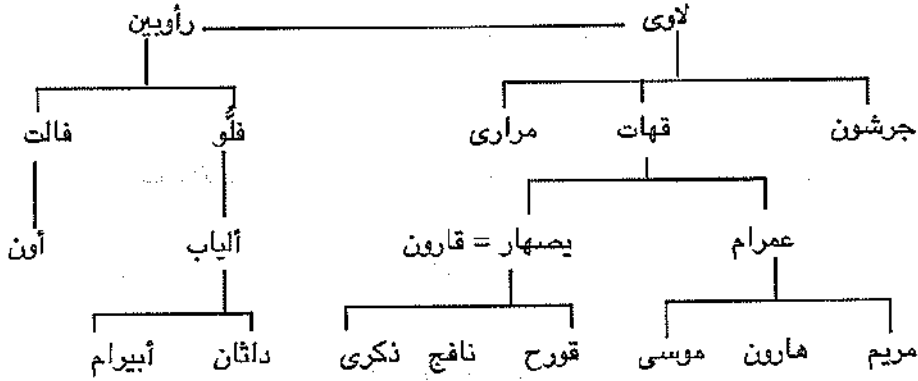 لاوى رأوبين
جرشون قهات مرارى فلُّو فالت
عمرام يصهار = قارون ألياب أون
مريم هارون موسى قورح نافج ذكرى داثان أبيرام